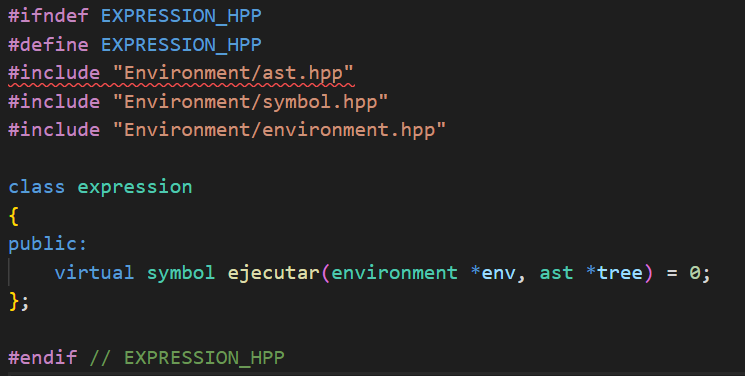 #ifndef EXPRESSION_HPP
#define EXPRESSION_HPP
#include "Environment/ast.hpp"
#include "Environment/symbol.hpp"
#include "Environment/environment.hpp"
class expression
{
public:
    virtual symbol ejecutar(environment *env, ast *tree) = 0;
};
#endif // EXPRESSION_HPP